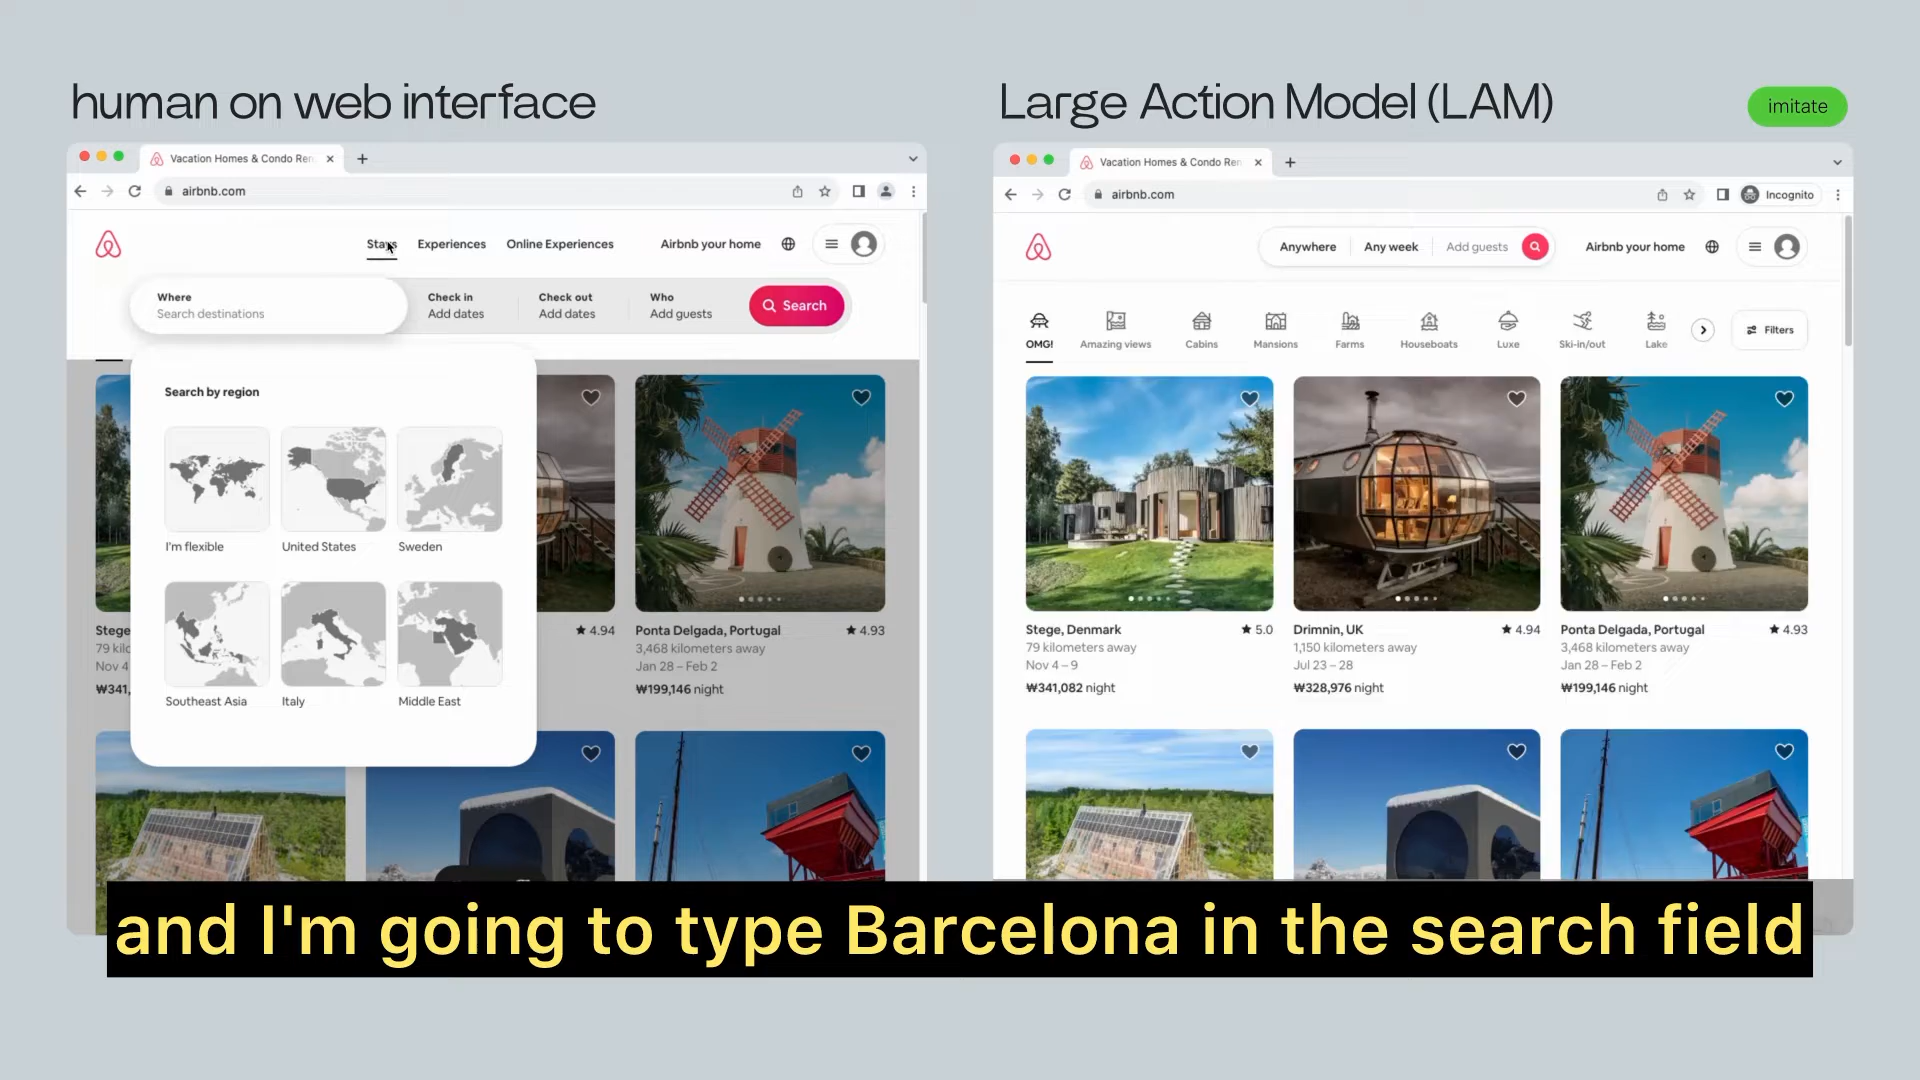 human on web interface
Vacation Homes & Condo Ren
airbnb.com
Stays Experiences Online Experiences Airbnb your home
Where
Search destinations
Check in
Add dates
Check out
Add dates
Who
Add guests
Search
Search by region
I'm flexible United States Sweden
Southeast Asia Italy Middle East
Stege
79 kilo
Nov 4
₩341,
4.94
Ponta Delgada, Portugal 4.93
3,468 kilometers away
Jan 28 – Feb 2
₩199,146 night
Large Action Model (LAM)
imitate
Vacation Homes & Condo Ren
airbnb.com Incognito
Anywhere Any week Add guests Airbnb your home
OMG! Amazing views Cabins Mansions Farms Houseboats Luxe Ski-in/out Lake Filters
Stege, Denmark 5.0
79 kilometers away
Nov 4 – 9
₩341,082 night
Drimnin, UK 4.94
1,150 kilometers away
Jul 23 – 28
₩328,976 night
Ponta Delgada, Portugal 4.93
3,468 kilometers away
Jan 28 – Feb 2
₩199,146 night
and I'm going to type Barcelona in the search field